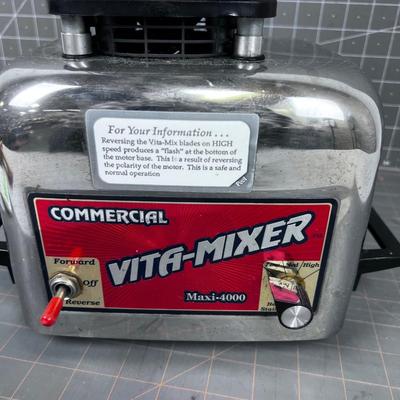 For Your Information . . .
Reversing the Vita-Mix blades on HIGH
speed produces a "flash" at the bottom of
the motor base. This is a result of reversing
the polarity of the motor. This is a safe and
normal operation
COMMERCIAL
VITA-MIXER
Forward
Off
Reverse
Maxi-4000
/High